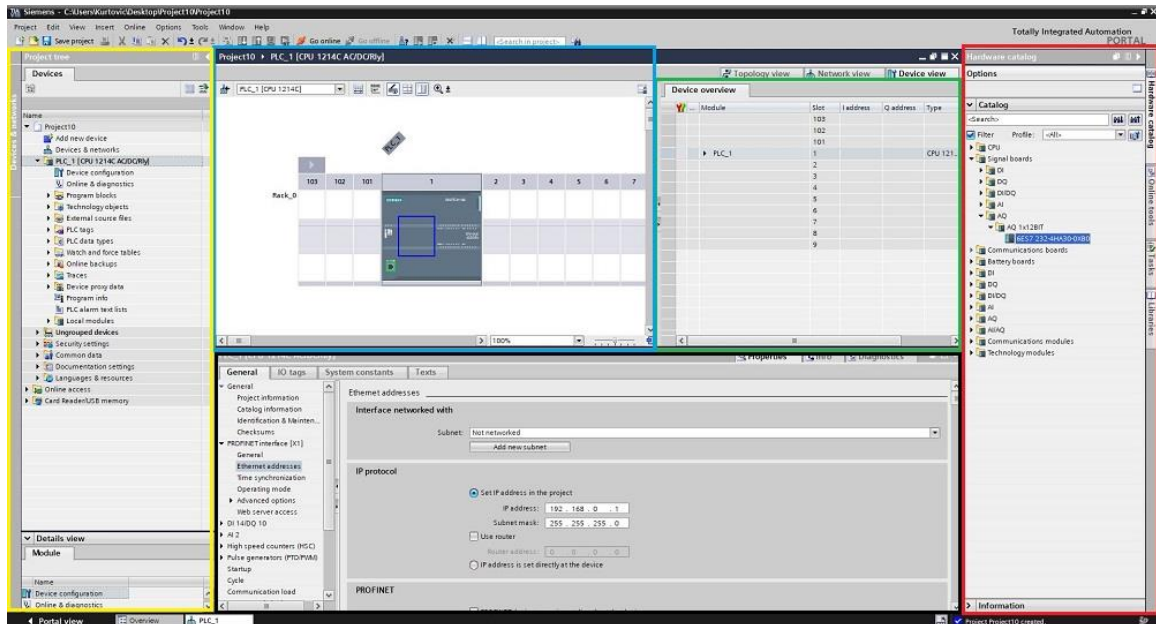 Siemens - C:\Users\Kurtovic\Desktop\Project10\Project10
Project Edit View Insert Online Options Tools Window Help
Save project Go online Go offline <Search in project>
Totally Integrated Automation
PORTAL
Project tree
Devices
Devices & networks
Name
Project10
Add new device
Devices & networks
PLC_1 [CPU 1214C AC/DC/Rly]
Device configuration
Online & diagnostics
Program blocks
Technology objects
External source files
PLC tags
PLC data types
Watch and force tables
Online backups
Traces
Device proxy data
Program info
PLC alarm text lists
Local modules
Ungrouped devices
Security settings
Common data
Documentation settings
Languages & resources
Online access
Card Reader/USB memory
Details view
Module
Name
Device configuration
Online & diagnostics
Project10 PLC_1 [CPU 1214C AC/DC/Rly]
Topology view Network view Device view
PLC_1 [CPU 1214C]
PLC_1
103 102 101 1 2 3 4 5 6 7
Rack_0
100%
Device overview
Module Slot I address Q address Type
103
102
101
PLC_1 1 CPU 121...
2
3
4
5
6
7
8
9
Properties Info Diagnostics
General IO tags System constants Texts
General
Project information
Catalog information
Identification & Mainten...
Checksums
PROFINET interface [X1]
General
Ethernet addresses
Time synchronization
Operating mode
Advanced options
Web server access
DI 14/DQ 10
AI 2
High speed counters (HSC)
Pulse generators (PTO/PWM)
Startup
Cycle
Communication load
Ethernet addresses
Interface networked with
Subnet: Not networked
Add new subnet
IP protocol
Set IP address in the project
IP address: 192 . 168 . 0 . 1
Subnet mask: 255 . 255 . 255 . 0
Use router
Router address: 0 . 0 . 0 . 0
IP address is set directly at the device
PROFINET
Hardware catalog
Options
Catalog
<Search>
Filter Profile: <All>
CPU
Signal boards
DI
DQ
DI/DQ
AI
AQ
AQ 1x12BIT
6ES7 232-4HA30-0XB0
Communications boards
Battery boards
DI
DQ
DI/DQ
AI
AQ
AI/AQ
Communications modules
Technology modules
Information
Hardware catalog
Online tools
Tasks
Libraries
Portal view Overview PLC_1
Project Project10 created.